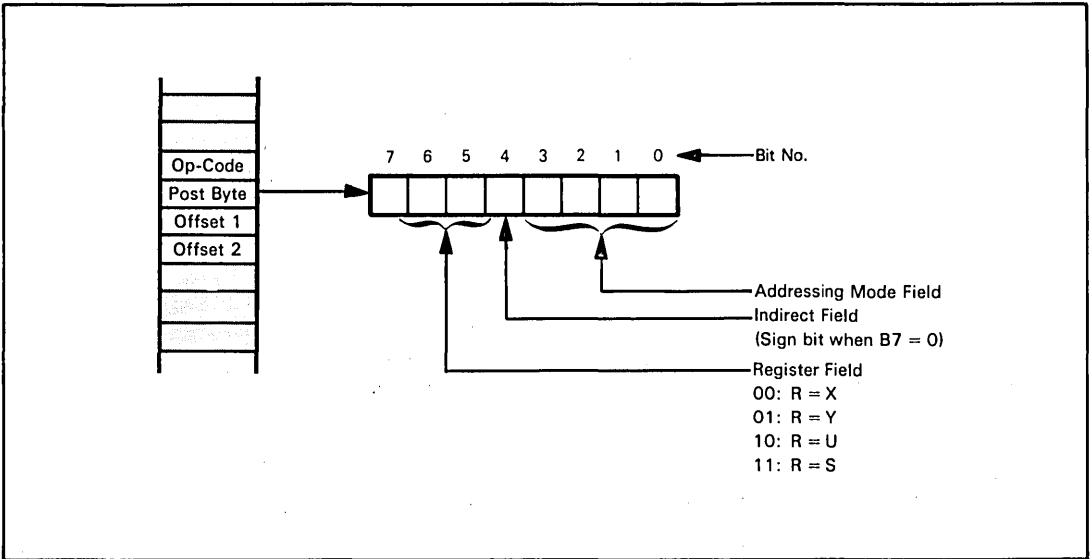 Op-Code
Post Byte
Offset 1
Offset 2
7 6 5 4 3 2 1 0
Bit No.
Addressing Mode Field
Indirect Field
(Sign bit when B7 = 0)
Register Field
00: R = X
01: R = Y
10: R = U
11: R = S